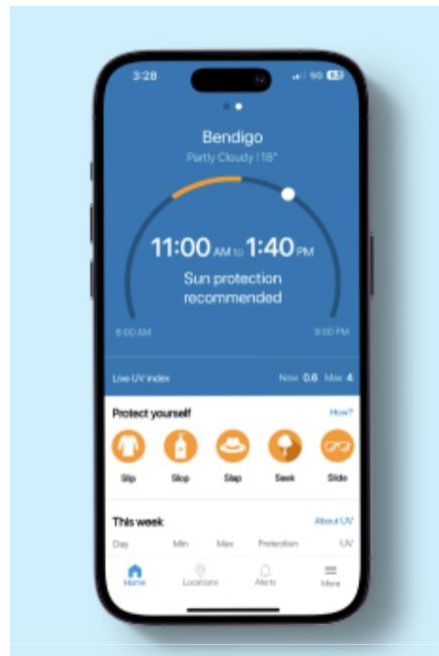 3:28
5G 63
Bendigo
Partly Cloudy | 18°
11:00 AM to 1:40 PM
Sun protection
recommended
6:00 AM 8:00 PM
Live UV index Now 0.6 Max 4
Protect yourself How?
Slip Slop Slap Seek Slide
This week About UV
Day Min Max Protection UV
Home Locations Alerts More